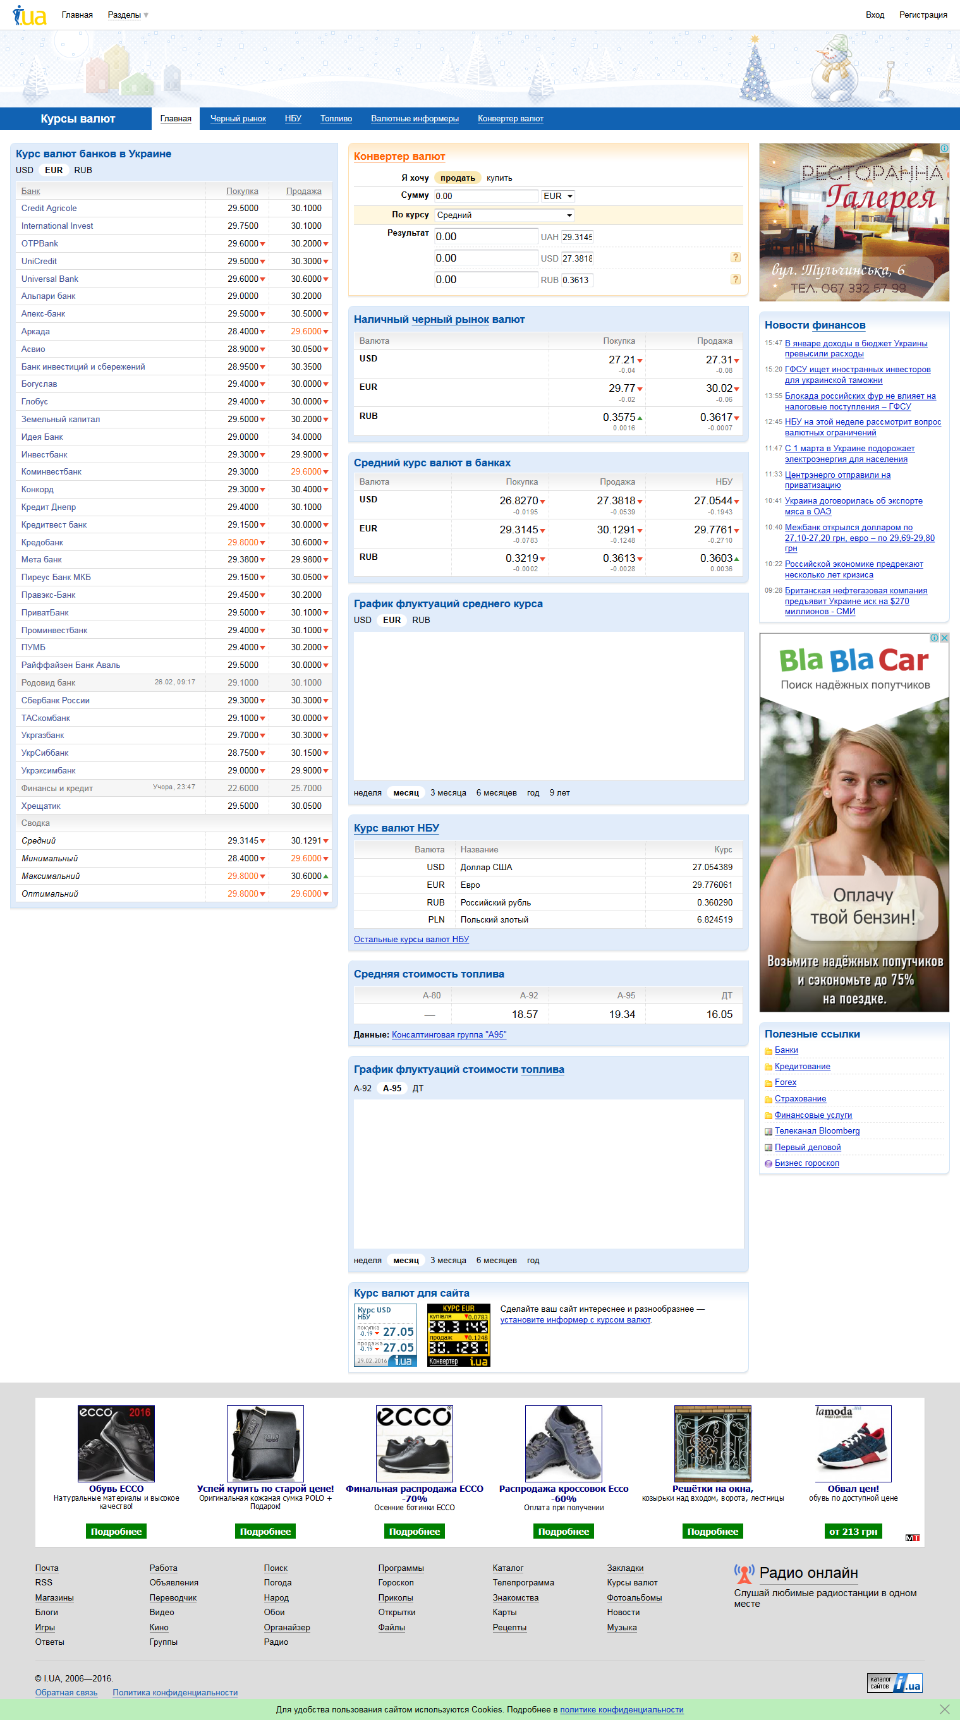 i.ua Главная Разделы Вход Регистрация
Курсы валют Главная Черный рынок НБУ Топливо Валютные информеры Конвертер валют
Курс валют банков в Украине
USD EUR RUB
Банк Покупка Продажа
Credit Agricole 29.5000 30.1000
International Invest 29.7500 30.1000
OTPBank 29.6000 30.2000
UniCredit 29.5000 30.3000
Universal Bank 29.6000 30.6000
Альпари банк 29.0000 30.2000
Апекс-банк 29.5000 30.5000
Аркада 28.4000 29.6000
Асвио 28.9000 30.0500
Банк инвестиций и сбережений 28.9500 30.3500
Богуслав 29.4000 30.0000
Глобус 29.4000 30.0000
Земельный капитал 29.5000 30.2000
Идея Банк 29.0000 34.0000
Инвестбанк 29.3000 29.9000
Коминвестбанк 29.3000 29.6000
Конкорд 29.3000 30.4000
Кредит Днепр 29.4000 30.1000
Кредитвест банк 29.1500 30.0000
Кредобанк 29.8000 30.6000
Мета банк 29.3800 29.9800
Пиреус Банк МКБ 29.1500 30.0500
Правэкс-Банк 29.4500 30.2000
ПриватБанк 29.5000 30.1000
Проминвестбанк 29.4000 30.1000
ПУМБ 29.4000 30.2000
Райффайзен Банк Аваль 29.5000 30.0000
Родовид банк 26.02, 09:17 29.1000 30.1000
Сбербанк России 29.3000 30.3000
ТАСкомбанк 29.1000 30.0000
Укргазбанк 29.7000 30.3000
УкрСиббанк 28.7500 30.1500
Укрэксимбанк 29.0000 29.9000
Финансы и кредит Учора, 23:47 22.6000 25.7000
Хрещатик 29.5000 30.0500
Сводка
Средний 29.3145 30.1291
Минимальный 28.4000 29.6000
Максимальный 29.8000 30.6000
Оптимальный 29.8000 29.6000
Конвертер валют
Я хочу продать купить
Сумму 0.00 EUR
По курсу Средний
Результат 0.00 UAH 29.3145
0.00 USD 27.3818 ?
0.00 RUB 0.3613 ?
Наличный черный рынок валют
Валюта Покупка Продажа
USD 27.21 27.31
-0.04 -0.08
EUR 29.77 30.02
-0.02 -0.06
RUB 0.3575 0.3617
0.0016 -0.0007
Средний курс валют в банках
Валюта Покупка Продажа НБУ
USD 26.8270 27.3818 27.0544
-0.0195 -0.0539 -0.1943
EUR 29.3145 30.1291 29.7761
-0.0783 -0.1248 -0.2710
RUB 0.3219 0.3613 0.3603
-0.0002 -0.0028 0.0036
График флуктуаций среднего курса
USD EUR RUB
неделя месяц 3 месяца 6 месяцев год 9 лет
Курс валют НБУ
Валюта Название Курс
USD Доллар США 27.054389
EUR Евро 29.776061
RUB Российский рубль 0.360290
PLN Польский злотый 6.824519
Остальные курсы валют НБУ
Средняя стоимость топлива
А-80 А-92 А-95 ДТ
— 18.57 19.34 16.05
Данные: Консалтинговая группа "А95"
График флуктуаций стоимости топлива
А-92 А-95 ДТ
неделя месяц 3 месяца 6 месяцев год
Курс валют для сайта
Курс USD
НБУ
покупка
-0.19 27.05
продажа
-0.19 27.05
29.02.2016 i.ua
КУРС EUR
купівля 0.0783
29.3145
продаж 0.1248
30.1291
Конвертер i.ua
Сделайте ваш сайт интереснее и разнообразнее —
установите информер с курсом валют.
РЕСТОРАННА
Галерея
вул. Тульчинська, 6
ТЕЛ. 067 332 57 99
Новости финансов
15:47 В январе доходы в бюджет Украины
превысили расходы
15:20 ГФСУ ищет иностранных инвесторов
для украинской таможни
13:55 Блокада российских фур не влияет на
налоговые поступления – ГФСУ
12:45 НБУ на этой неделе рассмотрит вопрос
валютных ограничений
11:47 С 1 марта в Украине подорожает
электроэнергия для населения
11:33 Центрэнерго отправили на
приватизацию
10:41 Украина договорилась об экспорте
мяса в ОАЭ
10:40 Межбанк открылся долларом по
27,10-27,20 грн, евро – по 29,69-29,80
грн
10:22 Российской экономике предрекают
несколько лет кризиса
09:26 Британская нефтегазовая компания
предъявит Украине иск на $270
миллионов - СМИ
Bla Bla Car
Поиск надёжных попутчиков
Оплачу
твой бензин!
Возьмите надёжных попутчиков
и сэкономьте до 75%
на поездке.
Полезные ссылки
Банки
Кредитование
Forex
Страхование
Финансовые услуги
Телеканал Bloomberg
Первый деловой
Бизнес гороскоп
ecco 2016
Обувь ECCO
Натуральные материалы и высокое
качество!
Подробнее
Успей купить по старой цене!
Оригинальная кожаная сумка POLO +
Подарок!
Подробнее
ecco
Финальная распродажа ECCO
-70%
Осенние ботинки ECCO
Подробнее
Распродажа кроссовок Ecco
-60%
Оплата при получении
Подробнее
Решётки на окна,
козырьки над входом, ворота, лестницы
Подробнее
lamoda
Обвал цен!
обувь по доступной цене
от 213 грн
МТ
Почта Работа Поиск Программы Каталог Закладки
RSS Объявления Погода Гороскоп Телепрограмма Курсы валют
Магазины Переводчик Народ Приколы Знакомства Фотоальбомы
Блоги Видео Обои Открытки Карты Новости
Игры Кино Органайзер Файлы Рецепты Музыка
Ответы Группы Радио
Радио онлайн
Слушай любимые радиостанции в одном
месте
© I.UA, 2006—2016.
Обратная связь Политика конфиденциальности
каталог
сайтов i.ua
Для удобства пользования сайтом используются Cookies. Подробнее в политике конфиденциальности